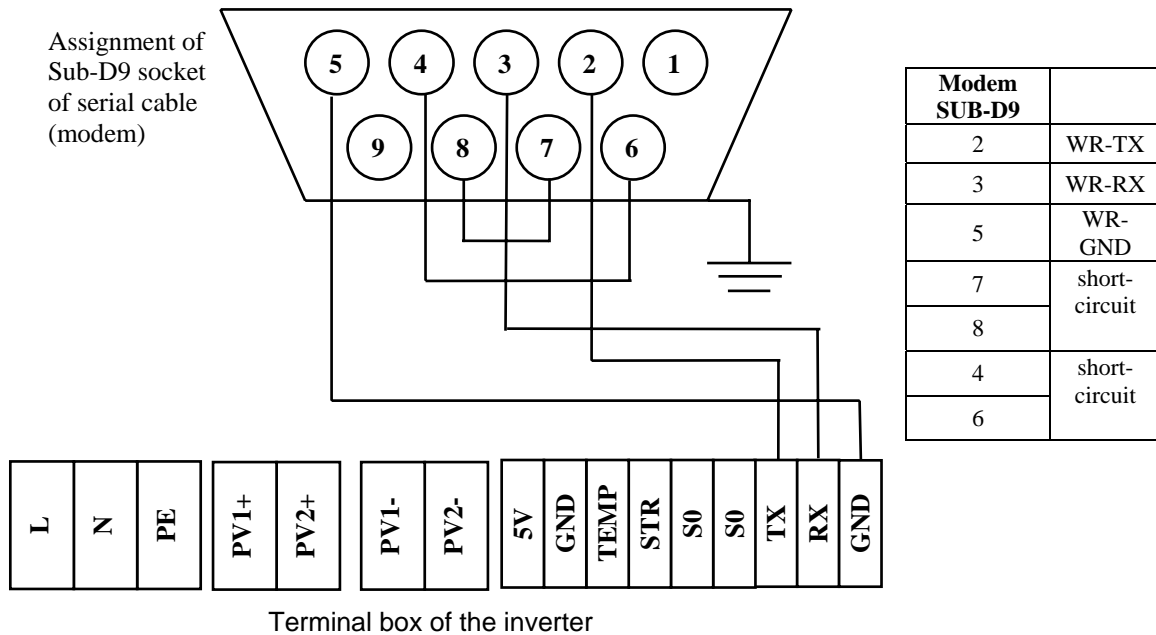 Assignment of
Sub-D9 socket
of serial cable
(modem)
5 4 3 2 1
9 8 7 6
Modem
SUB-D9
2 WR-TX
3 WR-RX
5 WR-
GND
7 short-
circuit
8
4 short-
circuit
6
L N PE PV1+ PV2+ PV1- PV2- 5V GND TEMP STR S0 S0 TX RX GND
Terminal box of the inverter